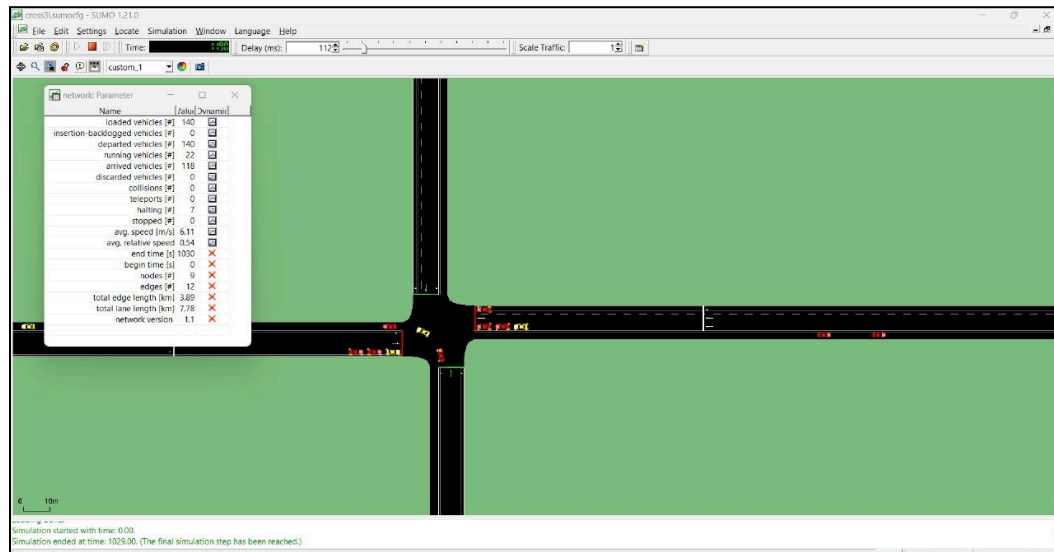 cross3l.sumocfg - SUMO 1.21.0
File Edit Settings Locate Simulation Window Language Help
Time: Delay (ms): 112 Scale Traffic: 1
custom_1
network: Parameter
Name /alue Dynamic
loaded vehicles [#] 140
insertion-backlogged vehicles [#] 0
departed vehicles [#] 140
running vehicles [#] 22
arrived vehicles [#] 118
discarded vehicles [#] 0
collisions [#] 0
teleports [#] 0
halting [#] 7
stopped [#] 0
avg. speed [m/s] 6.11
avg. relative speed 0.54
end time [s] 1030
begin time [s] 0
nodes [#] 9
edges [#] 12
total edge length [km] 3.89
total lane length [km] 7.78
network version 1.1
0 10m
Simulation started with time: 0.00.
Simulation ended at time: 1029.00. (The final simulation step has been reached.)